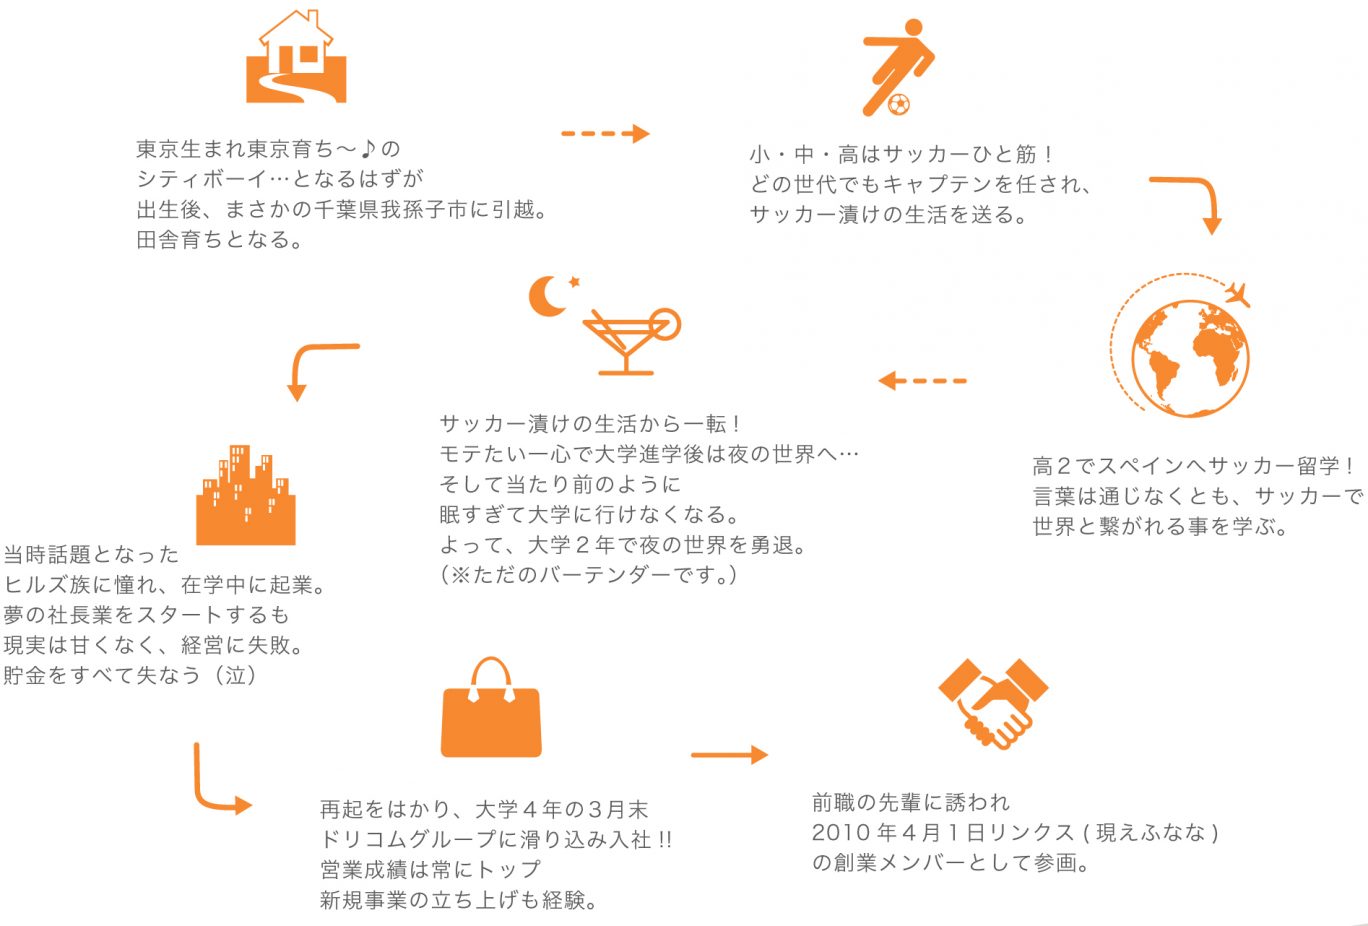 東京生まれ東京育ち～♪の
シティボーイ…となるはずが
出生後、まさかの千葉県我孫子市に引越。
田舎育ちとなる。
小・中・高はサッカーひと筋！
どの世代でもキャプテンを任され、
サッカー漬けの生活を送る。
高２でスペインへサッカー留学！
言葉は通じなくとも、サッカーで
世界と繋がれる事を学ぶ。
サッカー漬けの生活から一転！
モテたい一心で大学進学後は夜の世界へ…
そして当たり前のように
眠すぎて大学に行けなくなる。
よって、大学２年で夜の世界を勇退。
（※ただのバーテンダーです。）
当時話題となった
ヒルズ族に憧れ、在学中に起業。
夢の社長業をスタートするも
現実は甘くなく、経営に失敗。
貯金をすべて失なう（泣）
再起をはかり、大学４年の３月末
ドリコムグループに滑り込み入社!!
営業成績は常にトップ
新規事業の立ち上げも経験。
前職の先輩に誘われ
2010年４月１日リンクス(現えふなな)
の創業メンバーとして参画。